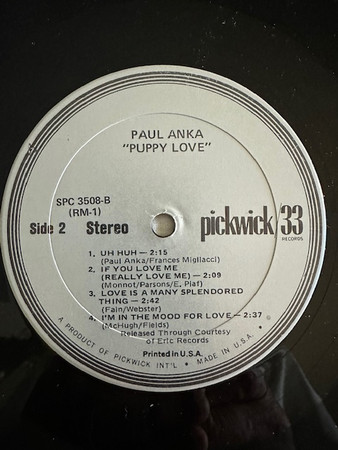 PAUL ANKA
"PUPPY LOVE"
SPC 3508-B
(RM-1)
Side 2 Stereo
pickwick 33
RECORDS
1. UH HUH — 2:15
(Paul Anka/Frances Migliacci)
2. IF YOU LOVE ME
(REALLY LOVE ME) — 2:09
(Monnot/Parsons/E. Piaf)
3. LOVE IS A MANY SPLENDORED
THING — 2:42
(Fain/Webster)
4. I'M IN THE MOOD FOR LOVE — 2:37
(McHugh/Fields)
Released Through Courtesy
of Eric Records
Printed in U.S.A.
A PRODUCT OF PICKWICK INT'L. • MADE IN U.S.A. •